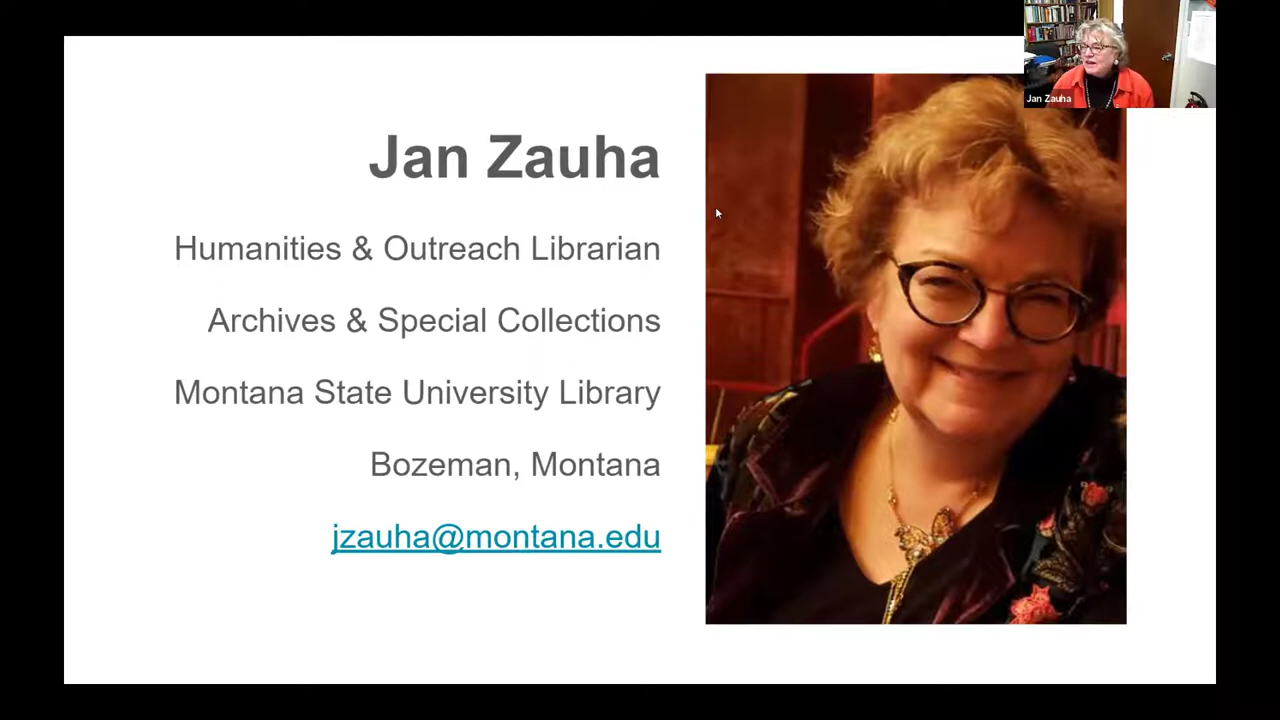 Jan Zauha
Jan Zauha
Humanities & Outreach Librarian
Archives & Special Collections
Montana State University Library
Bozeman, Montana
jzauha@montana.edu